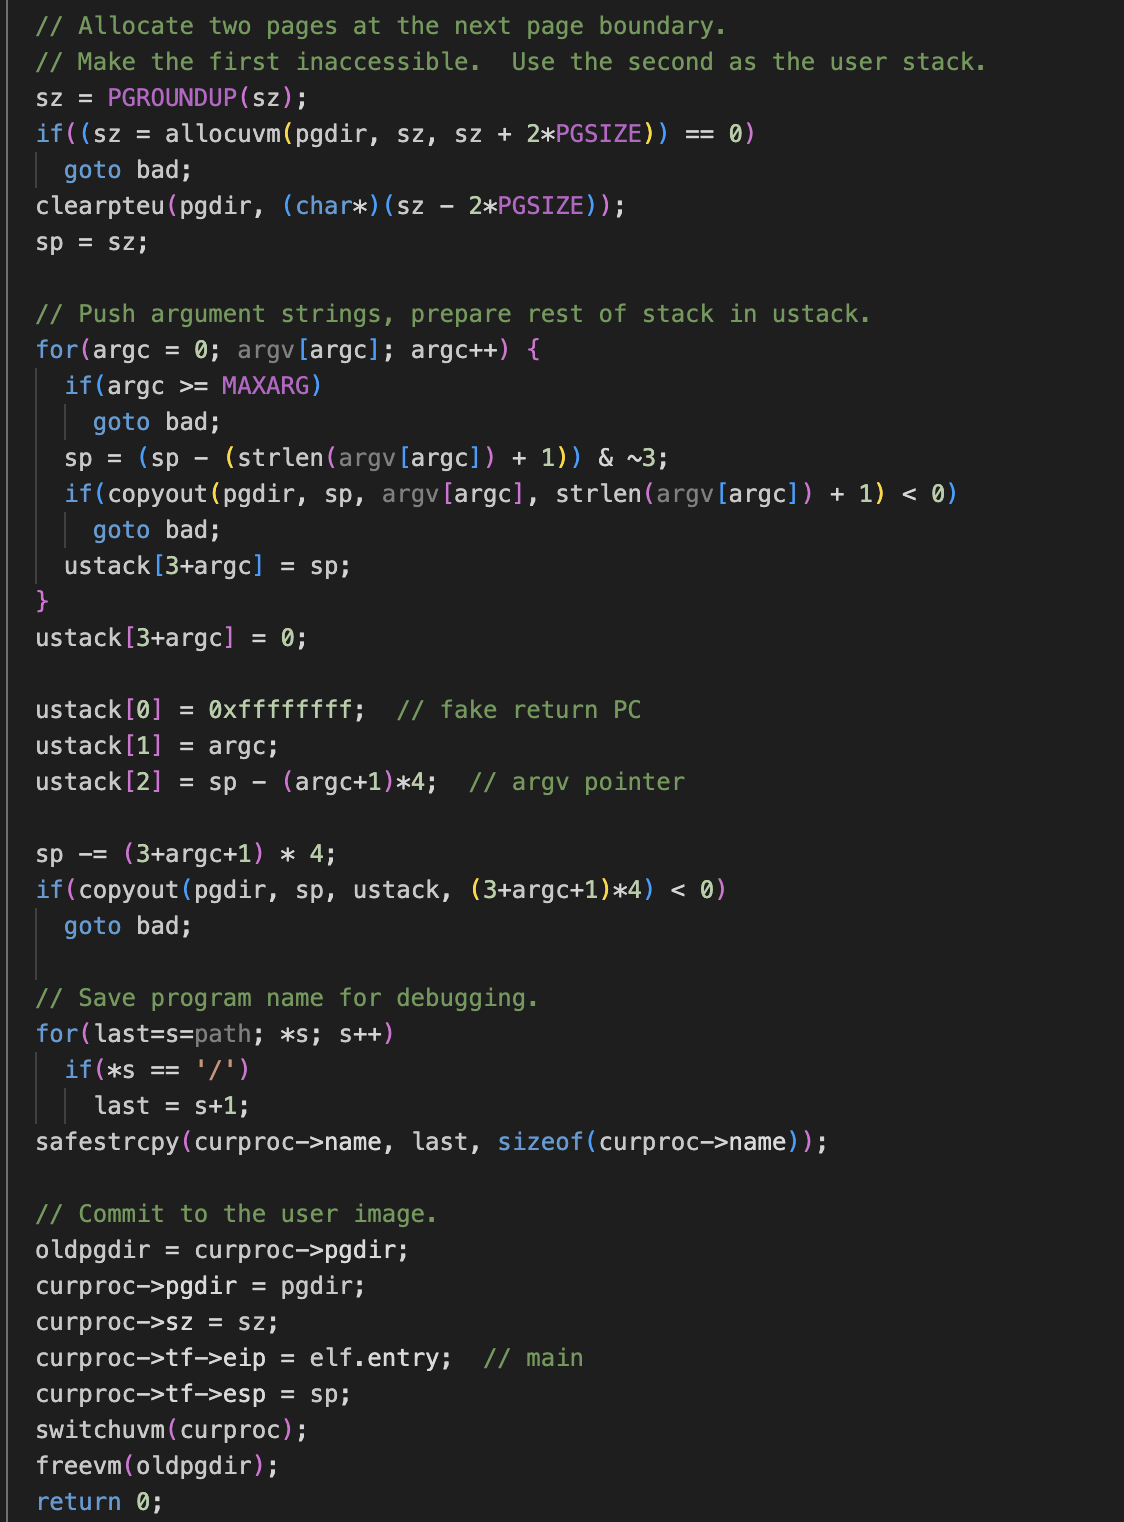 // Allocate two pages at the next page boundary.
// Make the first inaccessible.  Use the second as the user stack.
sz = PGROUNDUP(sz);
if((sz = allocuvm(pgdir, sz, sz + 2*PGSIZE)) == 0)
  goto bad;
clearpteu(pgdir, (char*)(sz - 2*PGSIZE));
sp = sz;

// Push argument strings, prepare rest of stack in ustack.
for(argc = 0; argv[argc]; argc++) {
  if(argc >= MAXARG)
    goto bad;
  sp = (sp - (strlen(argv[argc]) + 1)) & ~3;
  if(copyout(pgdir, sp, argv[argc], strlen(argv[argc]) + 1) < 0)
    goto bad;
  ustack[3+argc] = sp;
}
ustack[3+argc] = 0;

ustack[0] = 0xffffffff;  // fake return PC
ustack[1] = argc;
ustack[2] = sp - (argc+1)*4;  // argv pointer

sp -= (3+argc+1) * 4;
if(copyout(pgdir, sp, ustack, (3+argc+1)*4) < 0)
  goto bad;

// Save program name for debugging.
for(last=s=path; *s; s++)
  if(*s == '/')
    last = s+1;
safestrcpy(curproc->name, last, sizeof(curproc->name));

// Commit to the user image.
oldpgdir = curproc->pgdir;
curproc->pgdir = pgdir;
curproc->sz = sz;
curproc->tf->eip = elf.entry;  // main
curproc->tf->esp = sp;
switchuvm(curproc);
freevm(oldpgdir);
return 0;